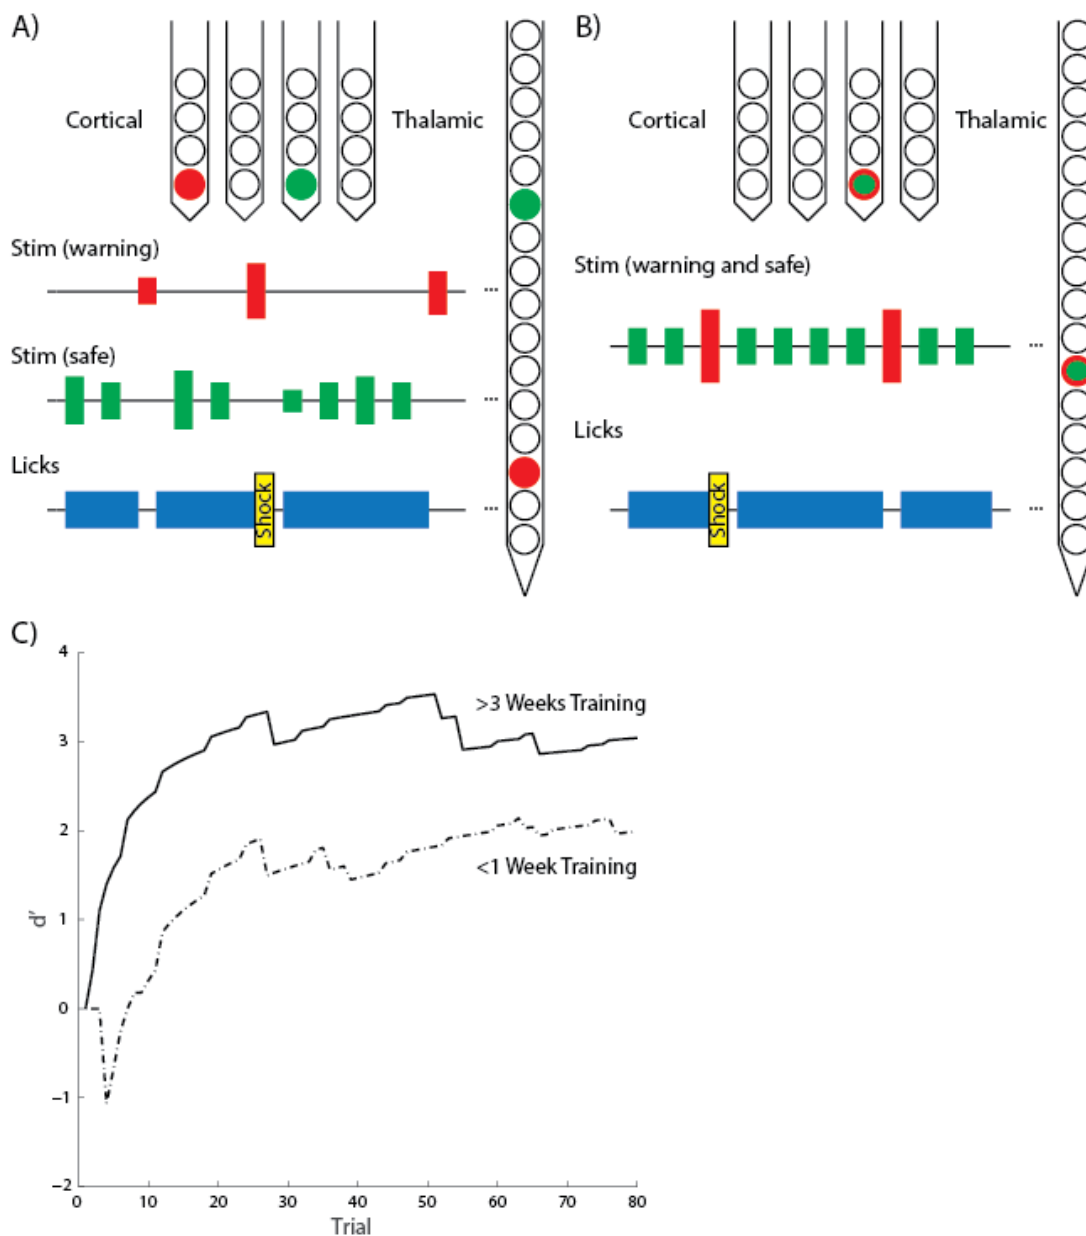 A)
B)
Cortical
Thalamic
Cortical
Thalamic
Stim (warning)
...
Stim (safe)
...
Licks
Shock
...
Stim (warning and safe)
...
Licks
Shock
...
C)
4
3
2
1
0
−1
−2
d′
>3 Weeks Training
<1 Week Training
0 10 20 30 40 50 60 70 80
Trial